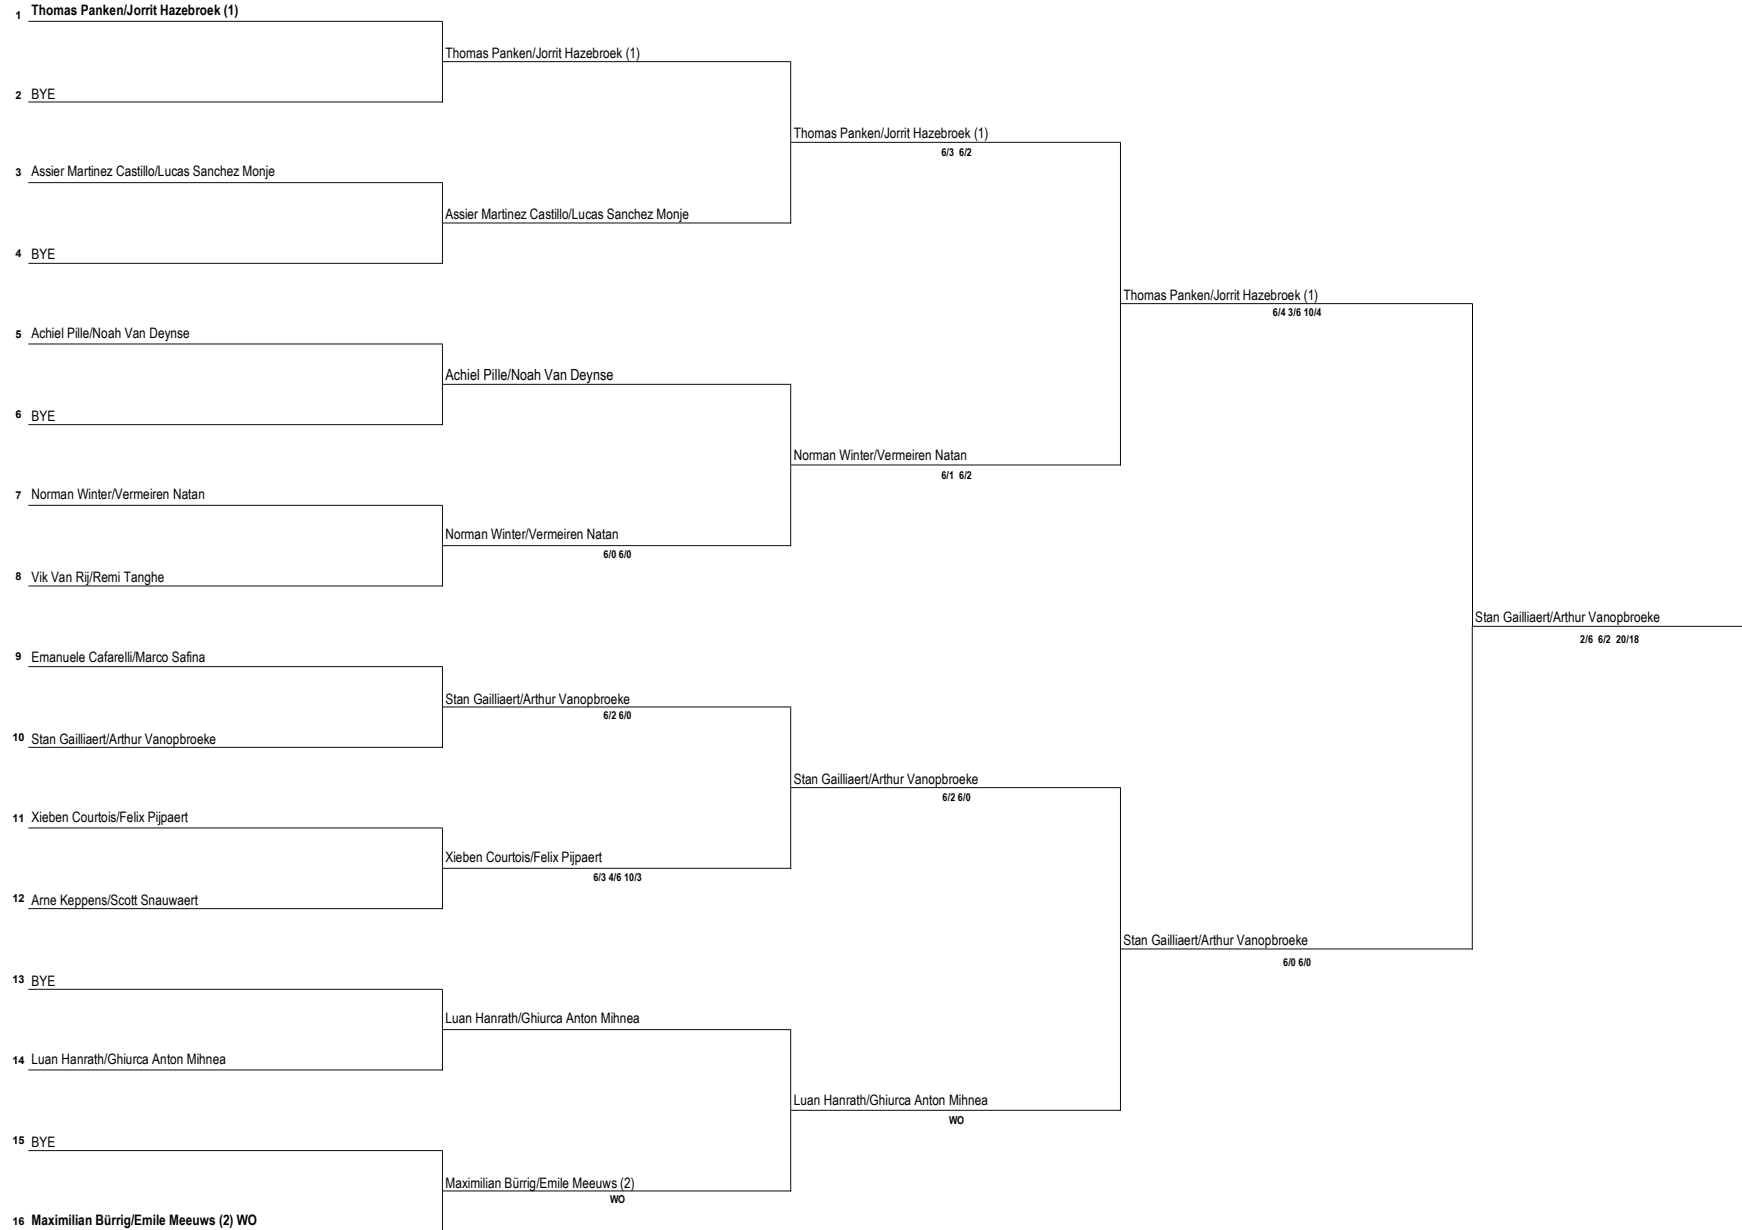 1 Thomas Panken/Jorrit Hazebroek (1)
Thomas Panken/Jorrit Hazebroek (1)
2 BYE
Thomas Panken/Jorrit Hazebroek (1)
6/3 6/2
3 Assier Martinez Castillo/Lucas Sanchez Monje
Assier Martinez Castillo/Lucas Sanchez Monje
4 BYE
Thomas Panken/Jorrit Hazebroek (1)
6/4 3/6 10/4
5 Achiel Pille/Noah Van Deynse
Achiel Pille/Noah Van Deynse
6 BYE
Norman Winter/Vermeiren Natan
6/1 6/2
7 Norman Winter/Vermeiren Natan
Norman Winter/Vermeiren Natan
6/0 6/0
8 Vik Van Rij/Remi Tanghe
Stan Gailliaert/Arthur Vanopbroeke
2/6 6/2 20/18
9 Emanuele Cafarelli/Marco Safina
Stan Gailliaert/Arthur Vanopbroeke
6/2 6/0
10 Stan Gailliaert/Arthur Vanopbroeke
Stan Gailliaert/Arthur Vanopbroeke
6/2 6/0
11 Xieben Courtois/Felix Pijpaert
Xieben Courtois/Felix Pijpaert
6/3 4/6 10/3
12 Arne Keppens/Scott Snauwaert
Stan Gailliaert/Arthur Vanopbroeke
6/0 6/0
13 BYE
Luan Hanrath/Ghiurca Anton Mihnea
14 Luan Hanrath/Ghiurca Anton Mihnea
Luan Hanrath/Ghiurca Anton Mihnea
WO
15 BYE
Maximilian Bürrig/Emile Meeuws (2)
WO
16 Maximilian Bürrig/Emile Meeuws (2) WO